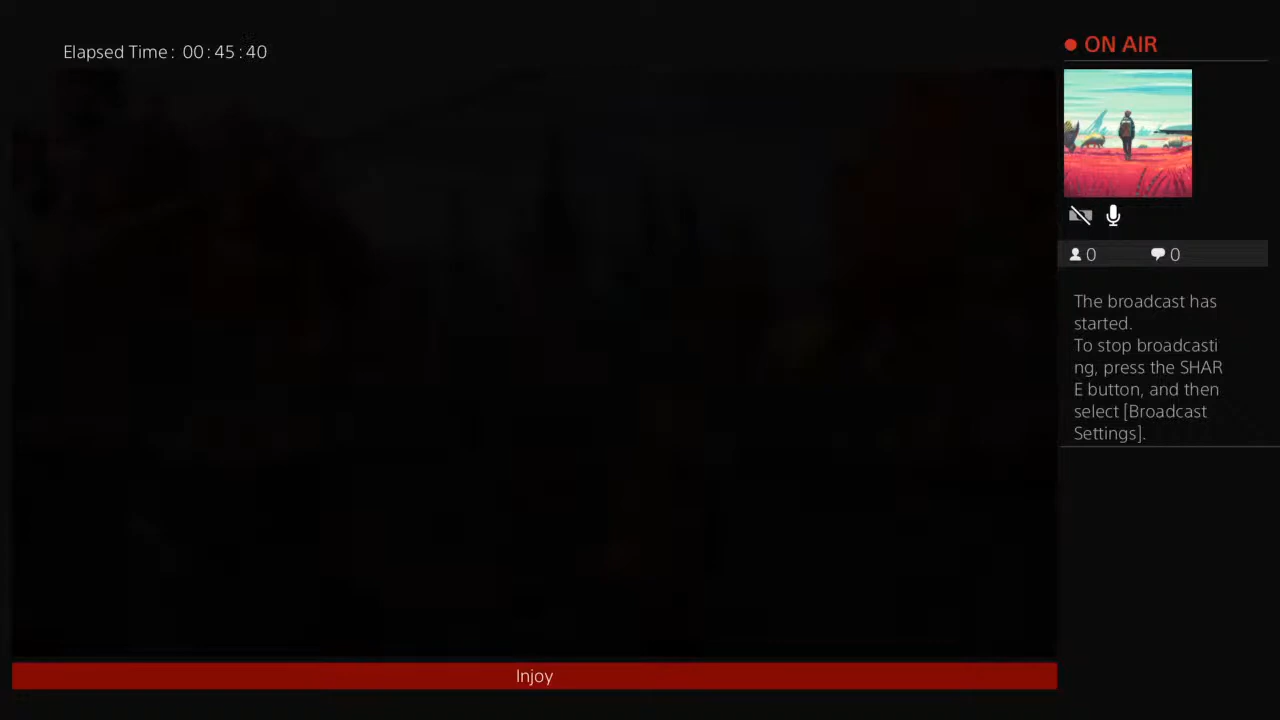 Elapsed Time: 00:45:40
ON AIR
0 0
The broadcast has
started.
To stop broadcasti
ng, press the SHAR
E button, and then
select [Broadcast
Settings].
Injoy